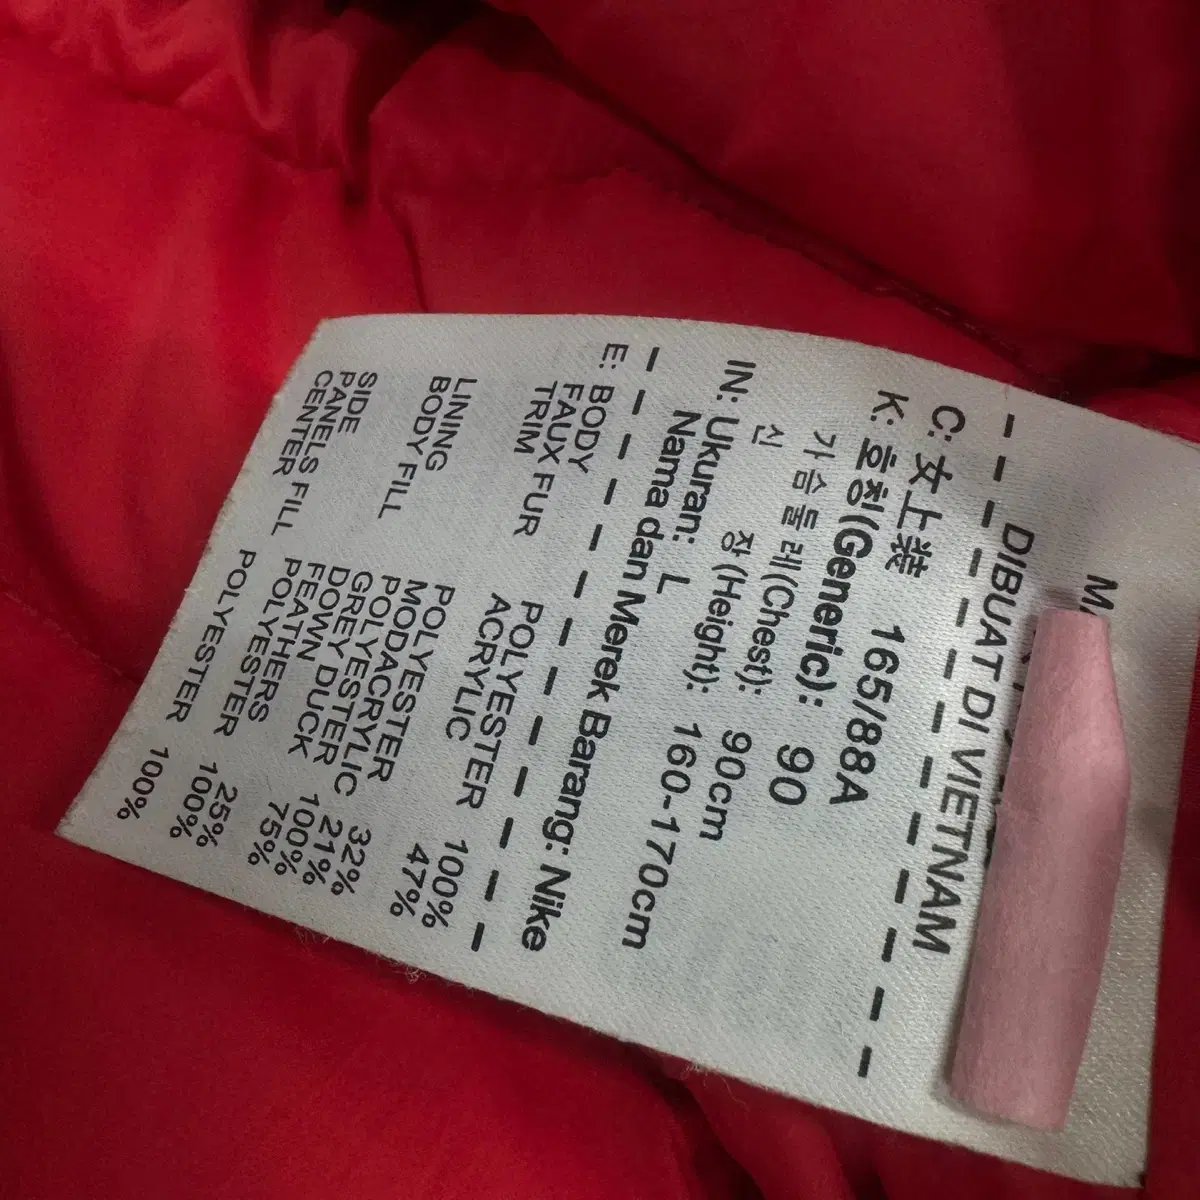 DIBUAT DI VIETNAM
C: 女上装 165/88A
K: 호칭(Generic): 90
가슴둘레(Chest): 90cm
신 장(Height): 160-170cm
IN: Ukuran: L
Nama dan Merek Barang: Nike
E: BODY POLYESTER 100%
FAUX FUR ACRYLIC 47%
TRIM POLYESTER 32%
MODACRYLIC 21%
LINING POLYESTER 100%
BODY FILL GREY DUCK
DOWN 75%
FEATHERS 25%
SIDE POLYESTER 100%
PANELS FILL
CENTER POLYESTER 100%